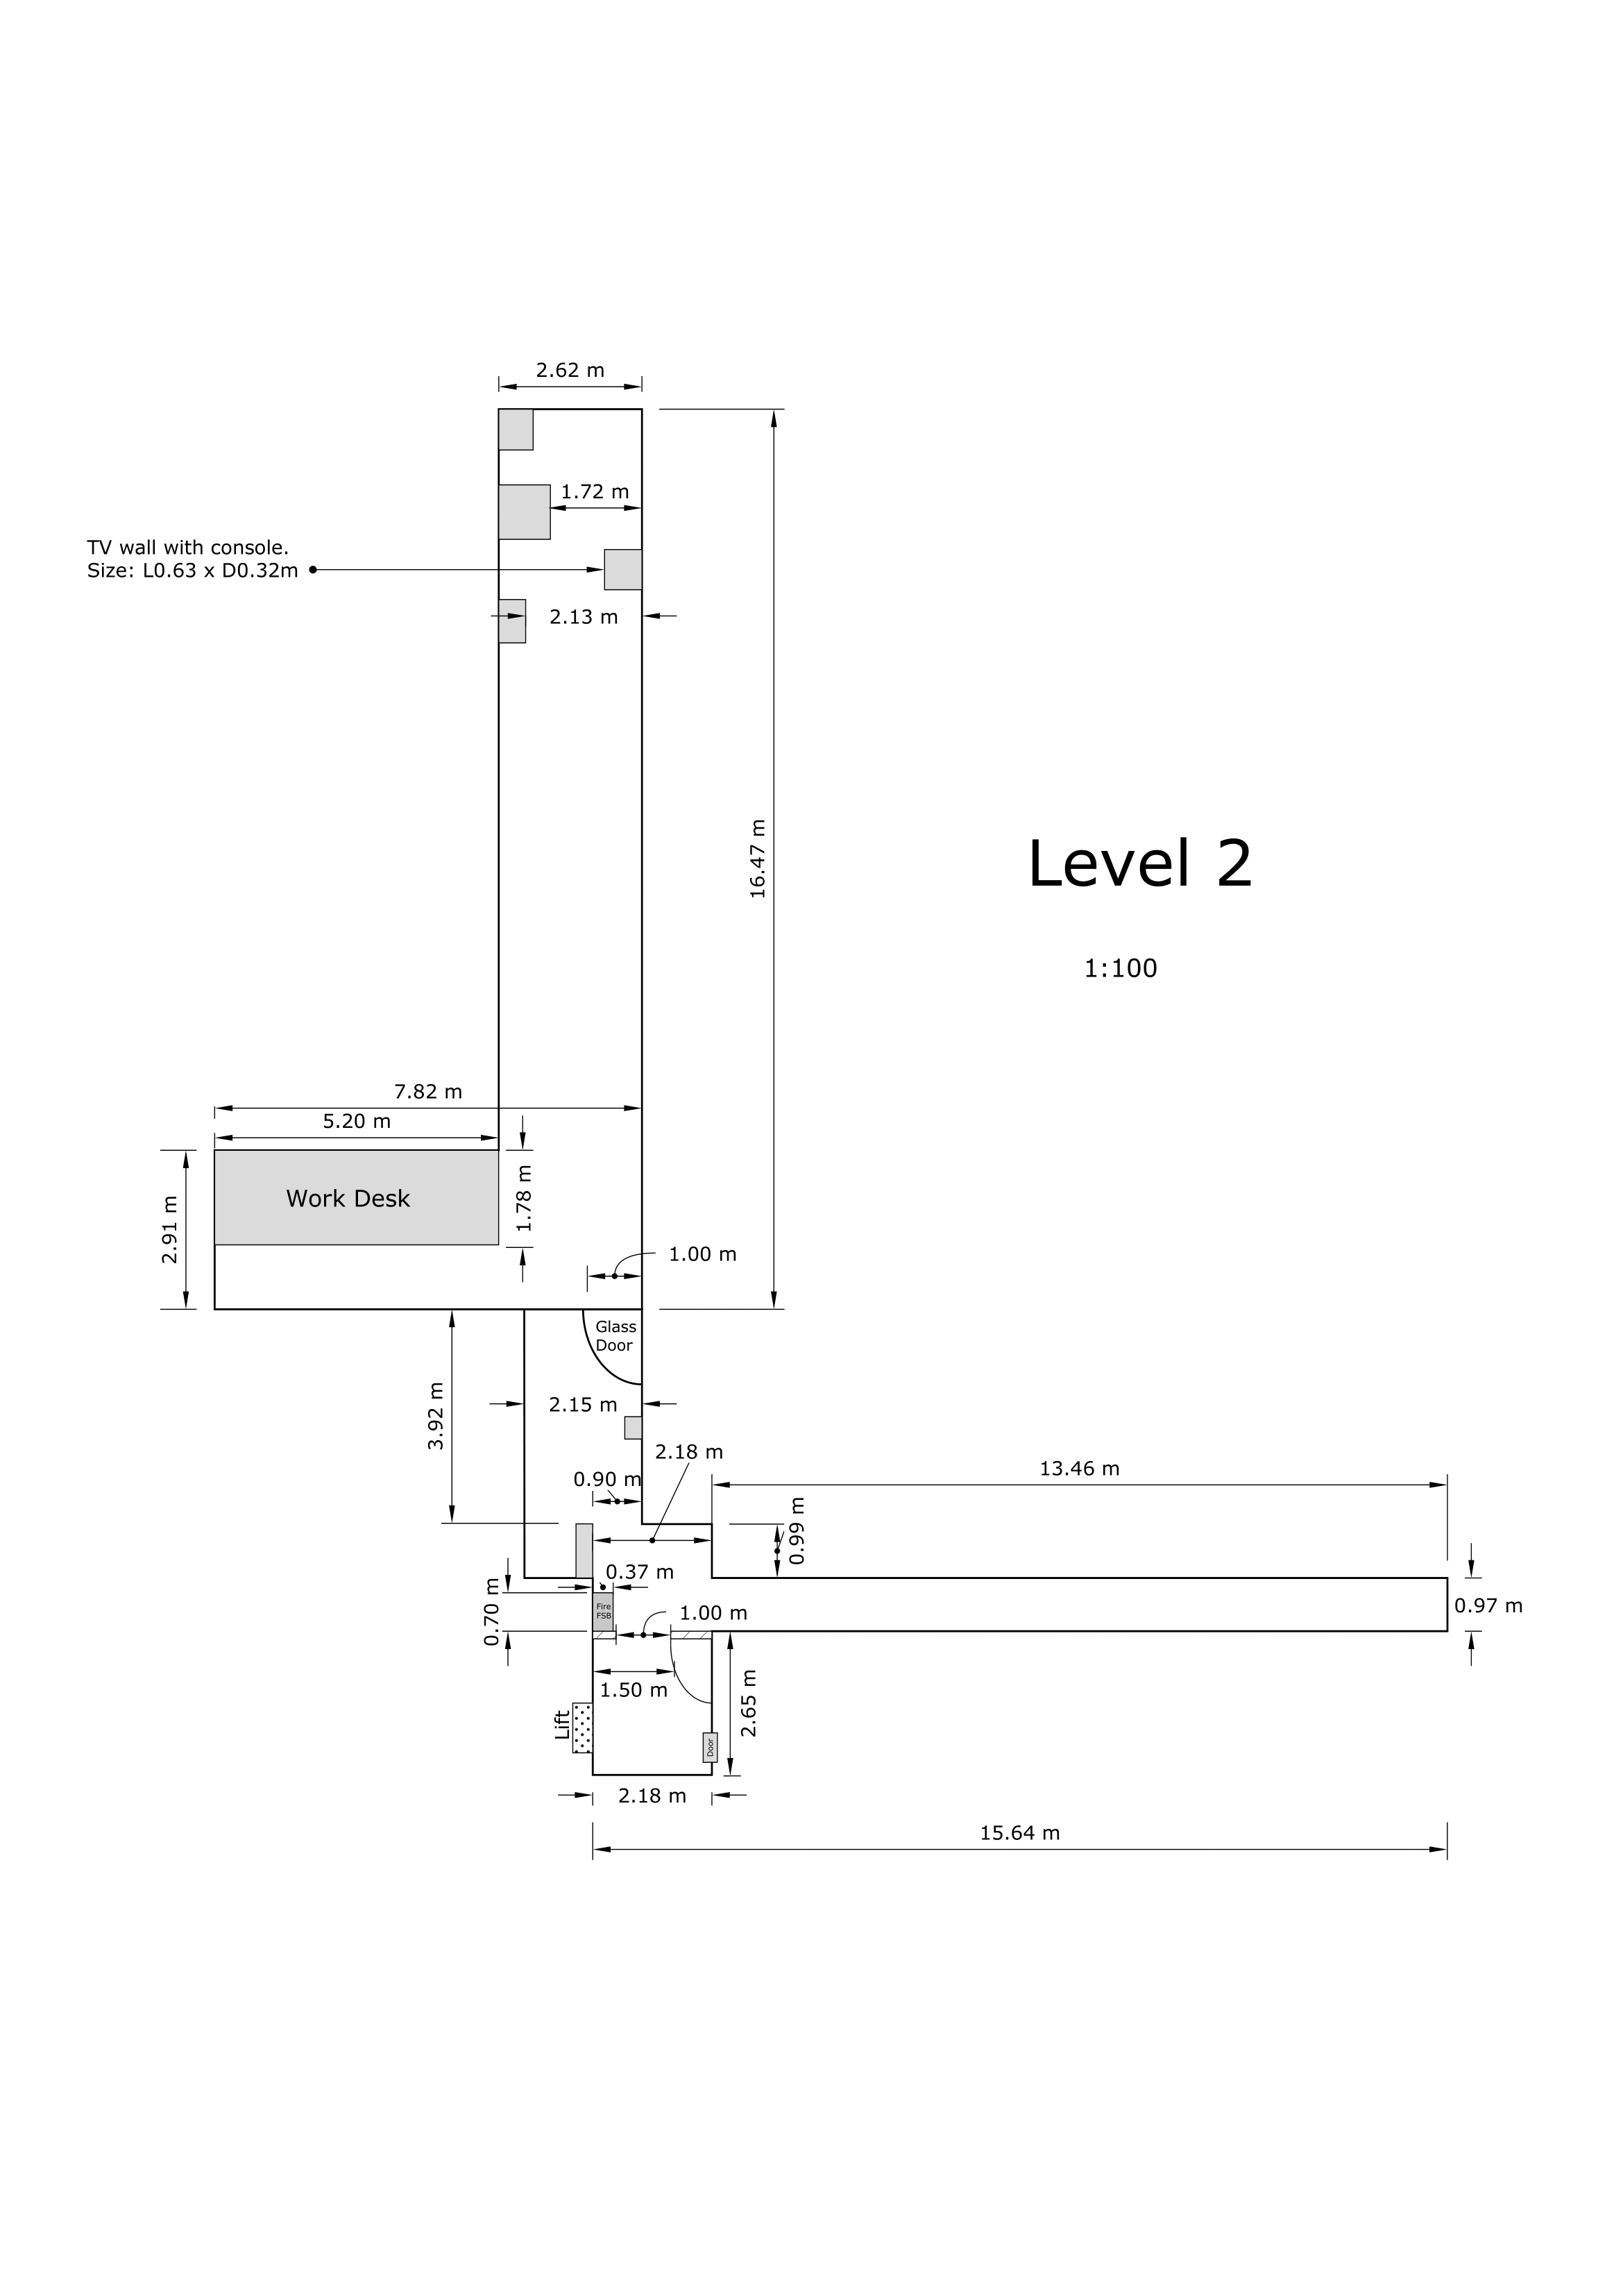 2.62 m
1.72 m
TV wall with console.
Size: L0.63 x D0.32m
2.13 m
16.47 m
Level 2
1:100
7.82 m
5.20 m
Work Desk
1.78 m
2.91 m
1.00 m
Glass
Door
2.15 m
3.92 m
2.18 m
0.90 m
13.46 m
0.99 m
0.37 m
0.70 m
Fire
FSB
1.00 m
0.97 m
1.50 m
2.65 m
Lift
Door
2.18 m
15.64 m